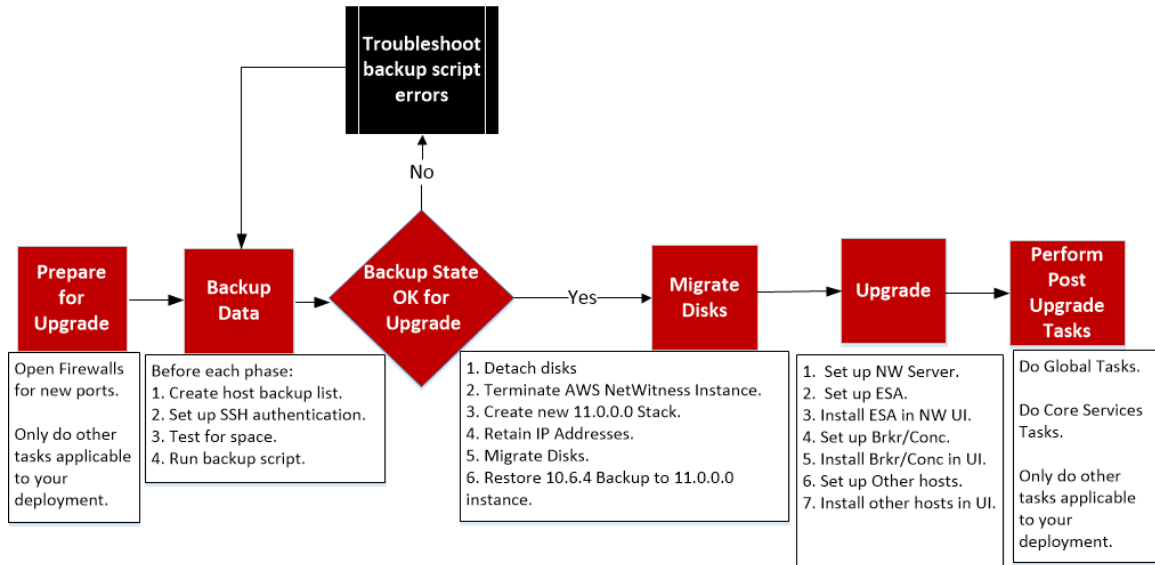 Troubleshoot
backup script
errors
No
Prepare
for
Upgrade
Backup
Data
Backup State
OK for
Upgrade
Yes
Migrate
Disks
Upgrade
Perform
Post
Upgrade
Tasks
Open Firewalls
for new ports.
Only do other
tasks applicable
to your
deployment.
Before each phase:
1. Create host backup list.
2. Set up SSH authentication.
3. Test for space.
4. Run backup script.
1. Detach disks
2. Terminate AWS NetWitness Instance.
3. Create new 11.0.0.0 Stack.
4. Retain IP Addresses.
5. Migrate Disks.
6. Restore 10.6.4 Backup to 11.0.0.0
instance.
1. Set up NW Server.
2. Set up ESA.
3. Install ESA in NW UI.
4. Set up Brkr/Conc.
5. Install Brkr/Conc in UI.
6. Set up Other hosts.
7. Install other hosts in UI.
Do Global Tasks.
Do Core Services
Tasks.
Only do other
tasks applicable
to your
deployment.